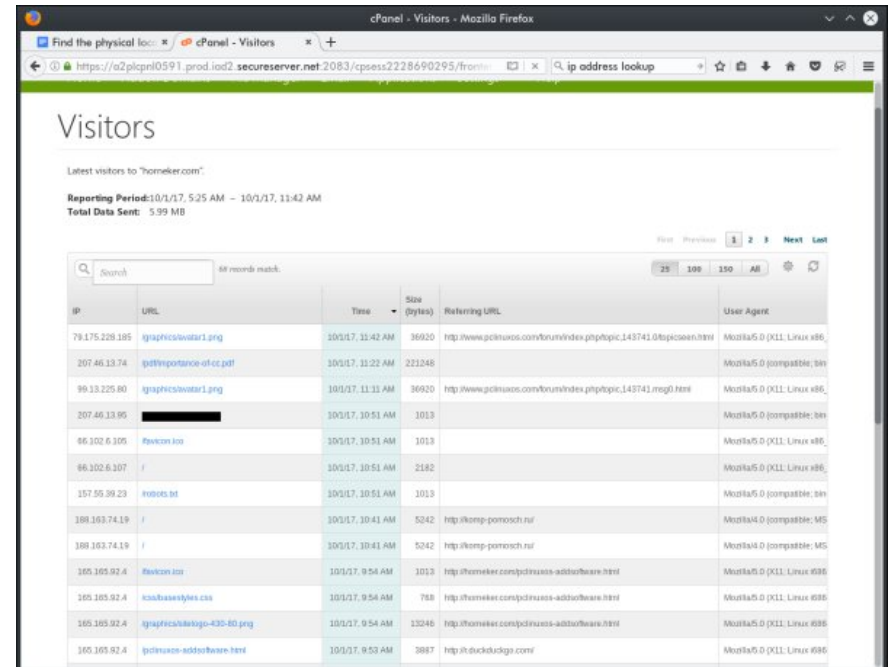 cPanel - Visitors - Mozilla Firefox
Find the physical loc
cPanel - Visitors
https://a2plcpnl0591.prod.iad2.secureserver.net:2083/cpsess2228690295/fronte
ip address lookup
Visitors
Latest visitors to "horneker.com".
Reporting Period:10/1/17, 5:25 AM – 10/1/17, 11:42 AM
Total Data Sent: 5.99 MB
First Previous 1 2 3 Next Last
Search
68 records match.
25 100 150 All
IP URL Time Size (bytes) Referring URL User Agent
79.175.228.185 /graphics/avatar1.png 10/1/17, 11:42 AM 36920 http://www.pclinuxos.com/forum/index.php/topic,143741.0/topicseen.html Mozilla/5.0 (X11; Linux x86_
207.46.13.74 /pdf/importance-of-cc.pdf 10/1/17, 11:22 AM 221248 Mozilla/5.0 (compatible; bin
99.13.225.80 /graphics/avatar1.png 10/1/17, 11:11 AM 36920 http://www.pclinuxos.com/forum/index.php/topic,143741.msg0.html Mozilla/5.0 (X11; Linux x86_
207.46.13.95 10/1/17, 10:51 AM 1013 Mozilla/5.0 (compatible; bin
66.102.6.105 /favicon.ico 10/1/17, 10:51 AM 1013 Mozilla/5.0 (X11; Linux x86_
66.102.6.107 / 10/1/17, 10:51 AM 2182 Mozilla/5.0 (X11; Linux x86_
157.55.39.23 /robots.txt 10/1/17, 10:51 AM 1013 Mozilla/5.0 (compatible; bin
188.163.74.19 / 10/1/17, 10:41 AM 5242 http://komp-pomosch.ru/ Mozilla/4.0 (compatible; MS
188.163.74.19 / 10/1/17, 10:41 AM 5242 http://komp-pomosch.ru/ Mozilla/4.0 (compatible; MS
165.165.92.4 /favicon.ico 10/1/17, 9:54 AM 1013 http://horneker.com/pclinuxos-addsoftware.html Mozilla/5.0 (X11; Linux i686
165.165.92.4 /css/basestyles.css 10/1/17, 9:54 AM 768 http://horneker.com/pclinuxos-addsoftware.html Mozilla/5.0 (X11; Linux i686
165.165.92.4 /graphics/sitelogo-430-80.png 10/1/17, 9:54 AM 13246 http://horneker.com/pclinuxos-addsoftware.html Mozilla/5.0 (X11; Linux i686
165.165.92.4 /pclinuxos-addsoftware.html 10/1/17, 9:53 AM 3887 http://r.duckduckgo.com/ Mozilla/5.0 (X11; Linux i686